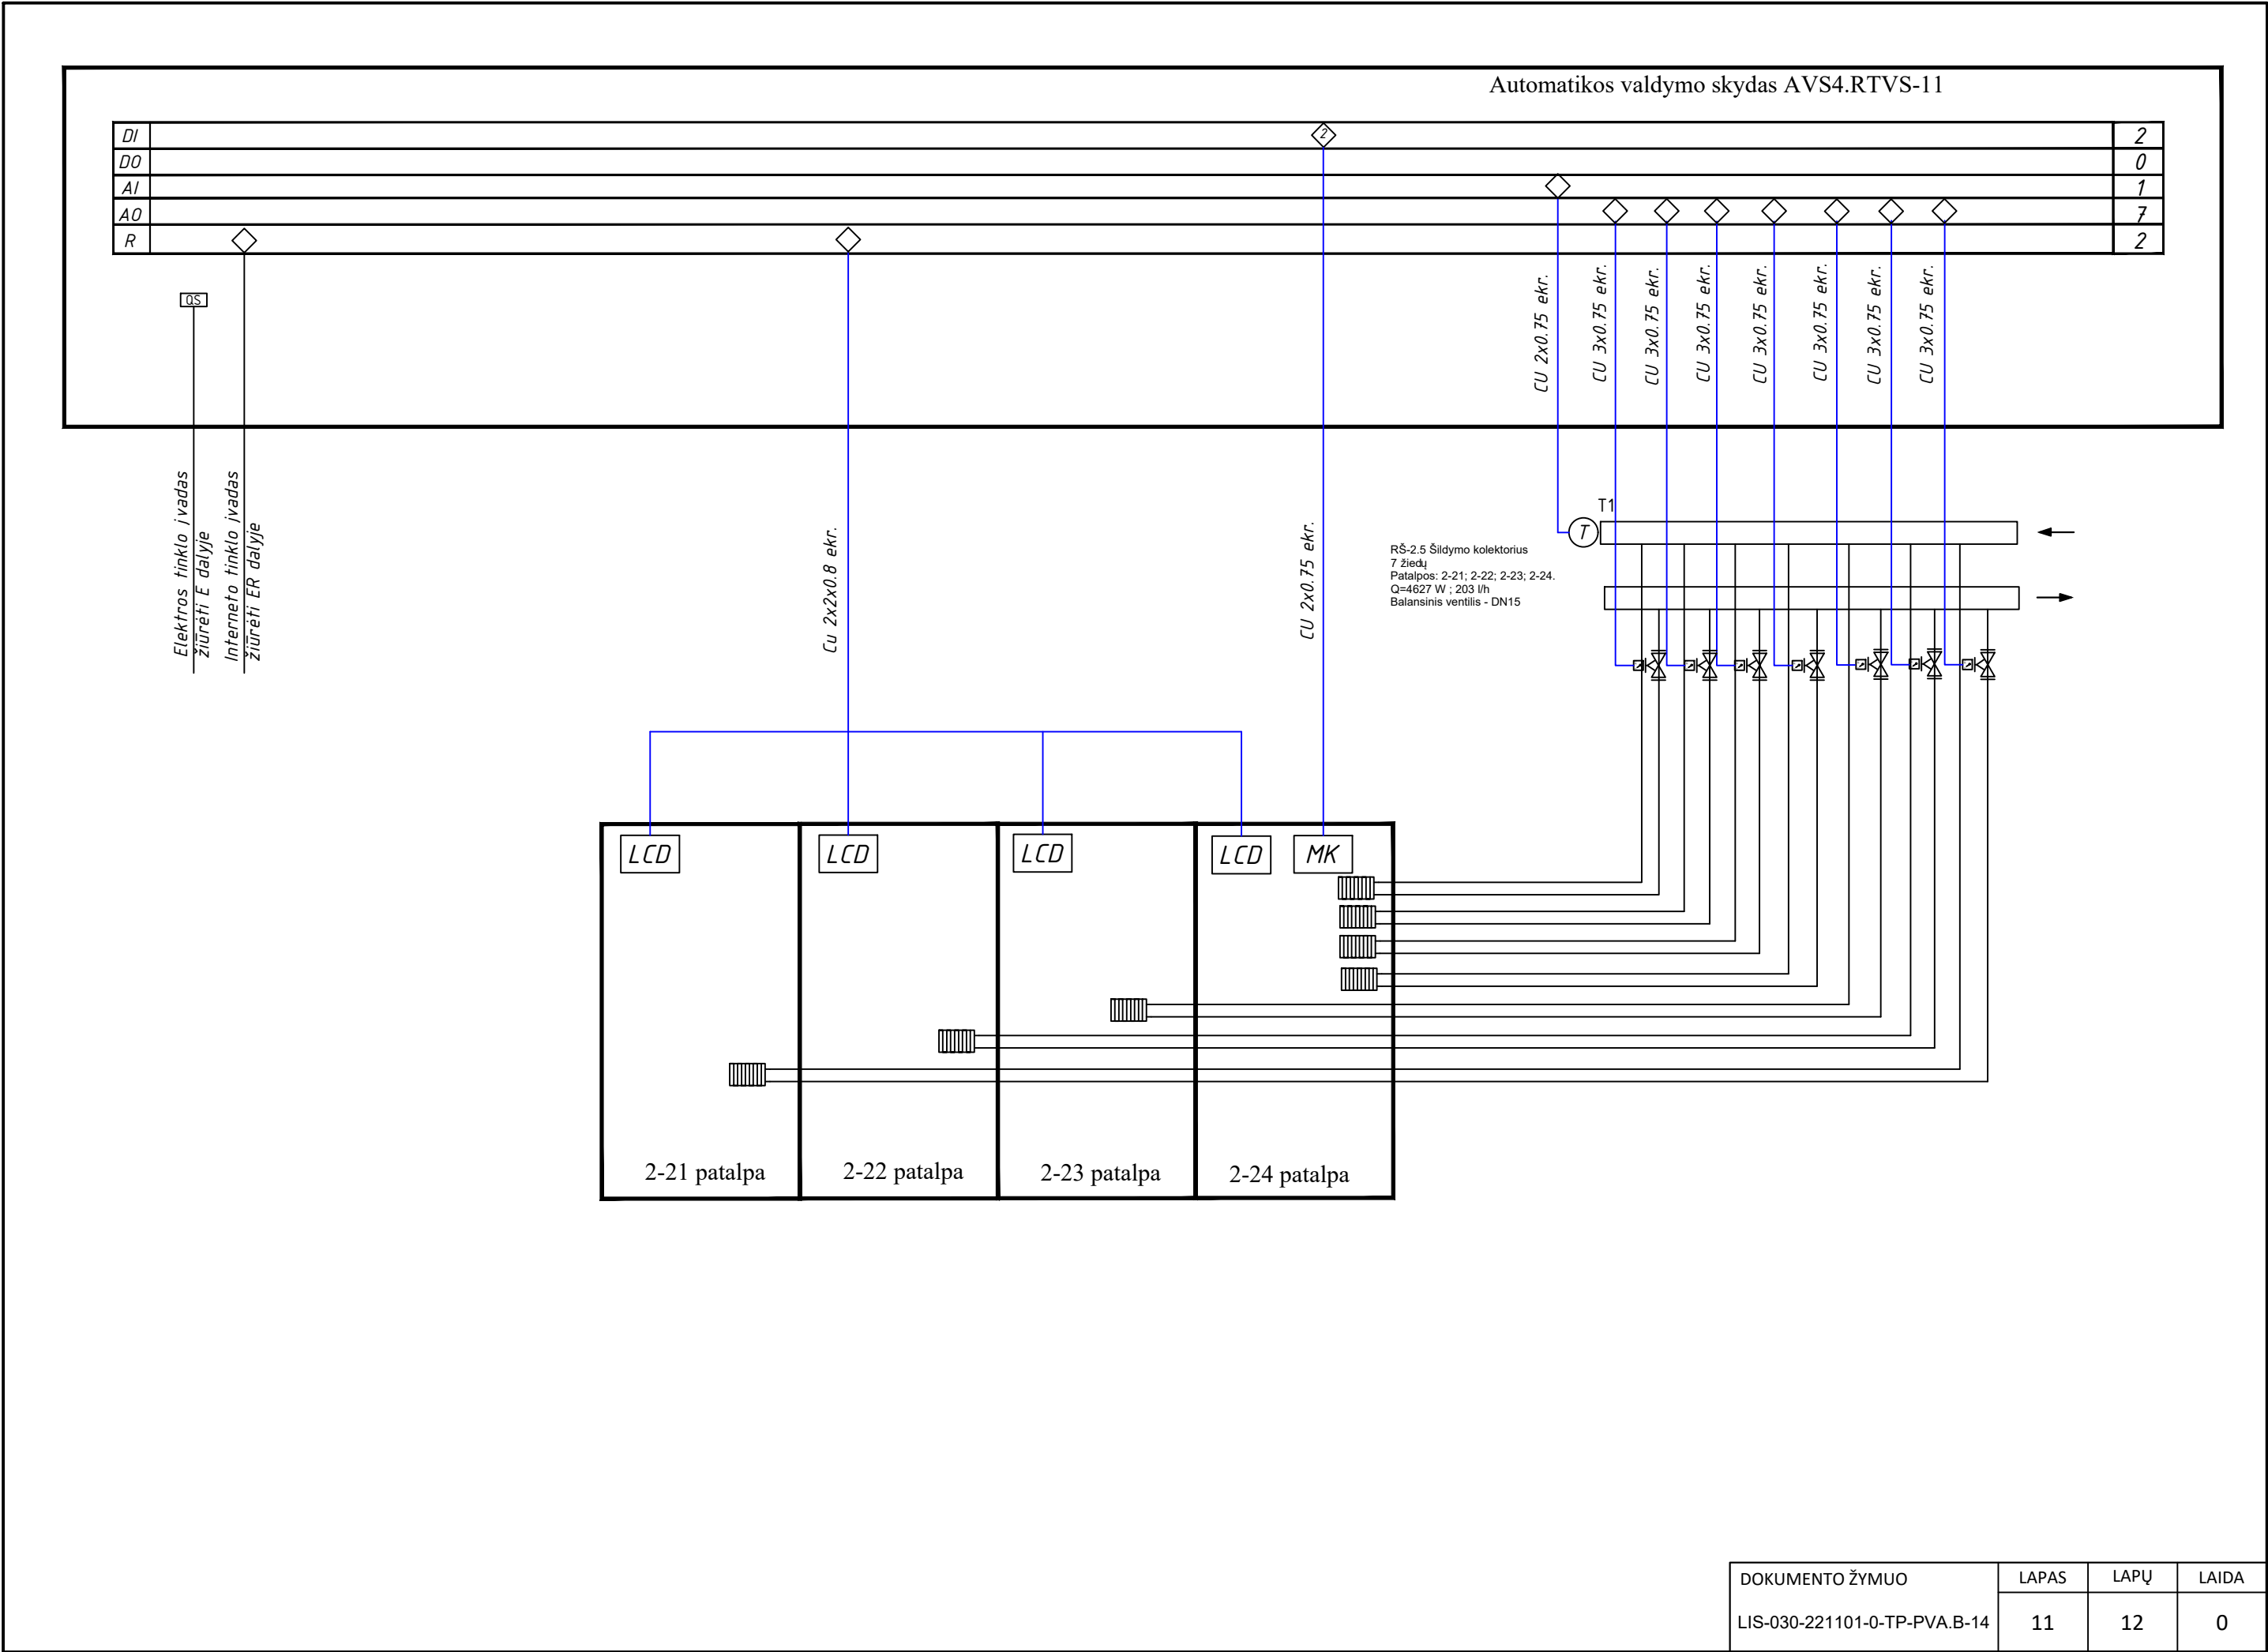 Automatikos valdymo skydas AVS4.RTVS-11
DI 2 2
DO 0
AI 1
AO 7
R 2
QS
CU 2x0.75 ekr.
CU 3x0.75 ekr.
CU 3x0.75 ekr.
CU 3x0.75 ekr.
CU 3x0.75 ekr.
CU 3x0.75 ekr.
CU 3x0.75 ekr.
CU 3x0.75 ekr.
Elektros tinklo įvadas
žiūrėti E dalyje
Interneto tinklo įvadas
žiūrėti ER dalyje
Cu 2x2x0.8 ekr.
CU 2x0.75 ekr.
T1
T
RŠ-2.5 Šildymo kolektorius
7 žiedų
Patalpos: 2-21; 2-22; 2-23; 2-24.
Q=4627 W ; 203 l/h
Balansinis ventilis - DN15
LCD LCD LCD LCD MK
2-21 patalpa 2-22 patalpa 2-23 patalpa 2-24 patalpa
DOKUMENTO ŽYMUO LAPAS LAPŲ LAIDA
LIS-030-221101-0-TP-PVA.B-14 11 12 0